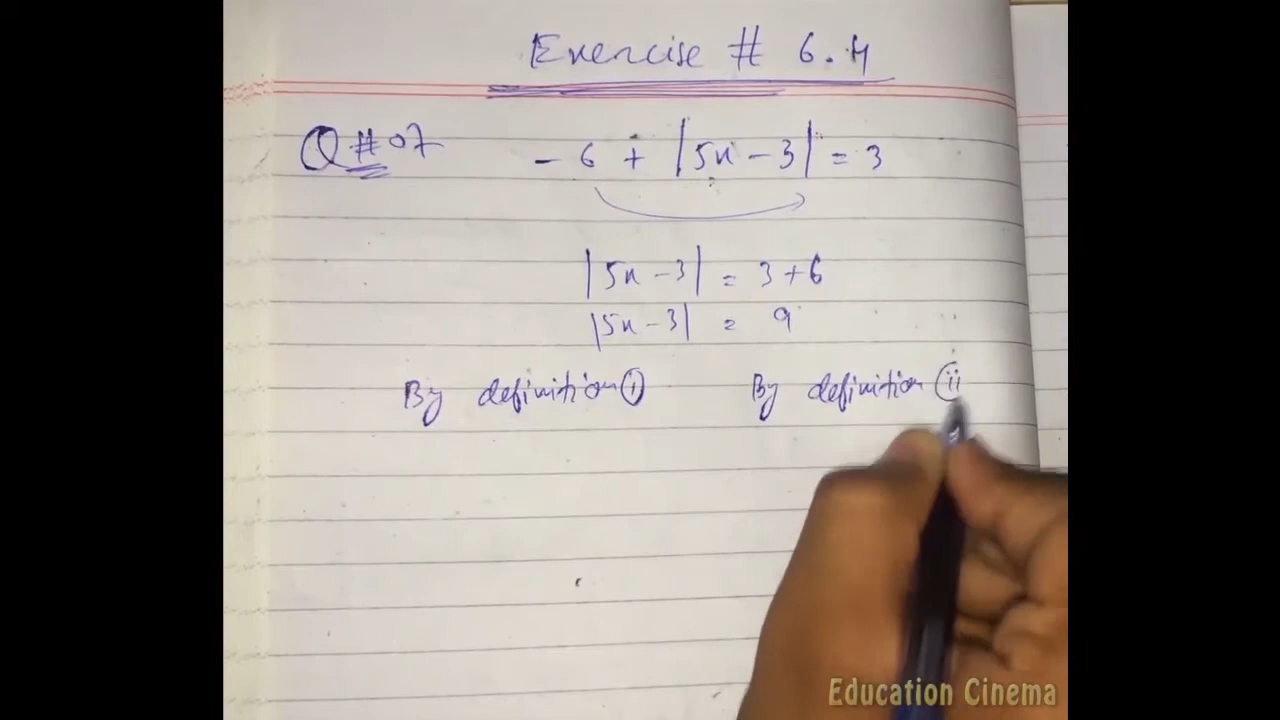 Exercise # 6.4
Q # 07 - 6 + |5x - 3| = 3
|5x - 3| = 3 + 6
|5x - 3| = 9
By definition (i) By definition (ii
Education Cinema